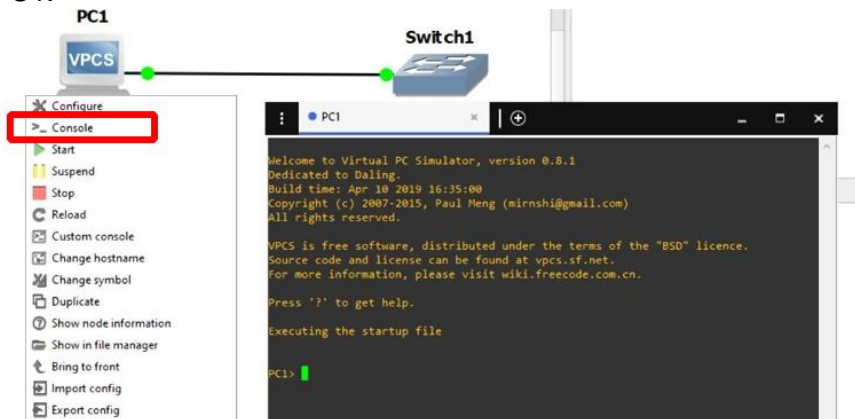 PC1
Switch1
VPCS
Configure
>_ Console
Start
Suspend
Stop
Reload
Custom console
Change hostname
Change symbol
Duplicate
Show node information
Show in file manager
Bring to front
Import config
Export config
PC1
Welcome to Virtual PC Simulator, version 0.8.1
Dedicated to Daling.
Build time: Apr 10 2019 16:35:00
Copyright (c) 2007-2015, Paul Meng (mirnshi@gmail.com)
All rights reserved.
VPCS is free software, distributed under the terms of the "BSD" licence.
Source code and license can be found at vpcs.sf.net.
For more information, please visit wiki.freecode.com.cn.
Press '?' to get help.
Executing the startup file
PC1>